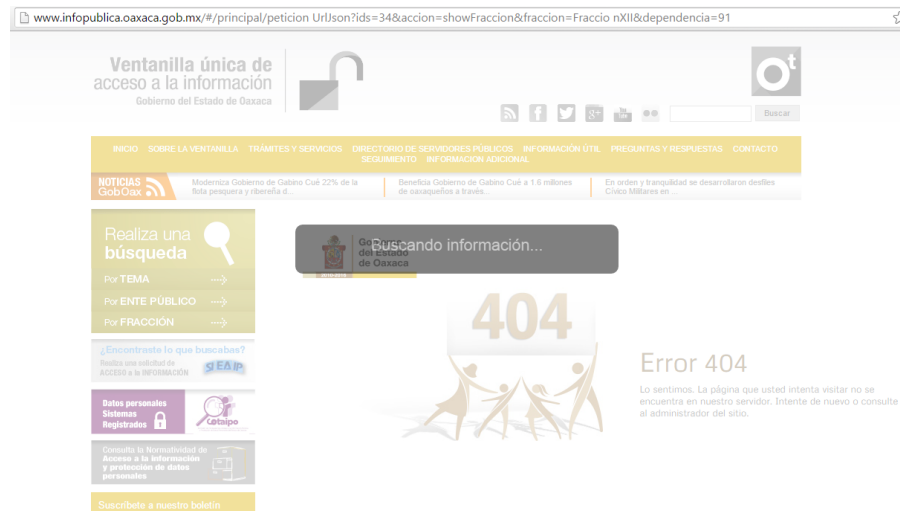 www.infopublica.oaxaca.gob.mx/#/principal/peticion UrlJson?ids=34&accion=showFraccion&fraccion=Fraccio nXII&dependencia=91
Ventanilla única de
acceso a la información
Gobierno del Estado de Oaxaca
Ot
You Tube
Buscar
INICIO SOBRE LA VENTANILLA TRÁMITES Y SERVICIOS DIRECTORIO DE SERVIDORES PÚBLICOS INFORMACIÓN ÚTIL PREGUNTAS Y RESPUESTAS CONTACTO
SEGUIMIENTO INFORMACION ADICIONAL
NOTICIAS
GobOax
Moderniza Gobierno de Gabino Cué 22% de
la flota pesquera y ribereña d...
Beneficia Gobierno de Gabino Cué a 1.6 millones
de oaxaqueños a través...
En orden y tranquilidad se desarrollaron desfiles
Cívico Militares en ...
Realiza una
búsqueda
Por TEMA
Por ENTE PÚBLICO
Por FRACCIÓN
Gobierno
del Estado
de Oaxaca
Buscando información...
404
Error 404
Lo sentimos. La página que usted intenta visitar no se
encuentra en nuestro servidor. Intente de nuevo o consulte
al administrador del sitio.
¿Encontraste lo que buscabas?
Realiza una solicitud de
ACCESO a la INFORMACIÓN
SIEAIP
Datos personales
Sistemas
Registrados
Cotaipo
Consulta la Normatividad de
Acceso a la información
y protección de datos
personales
Suscríbete a nuestro boletín